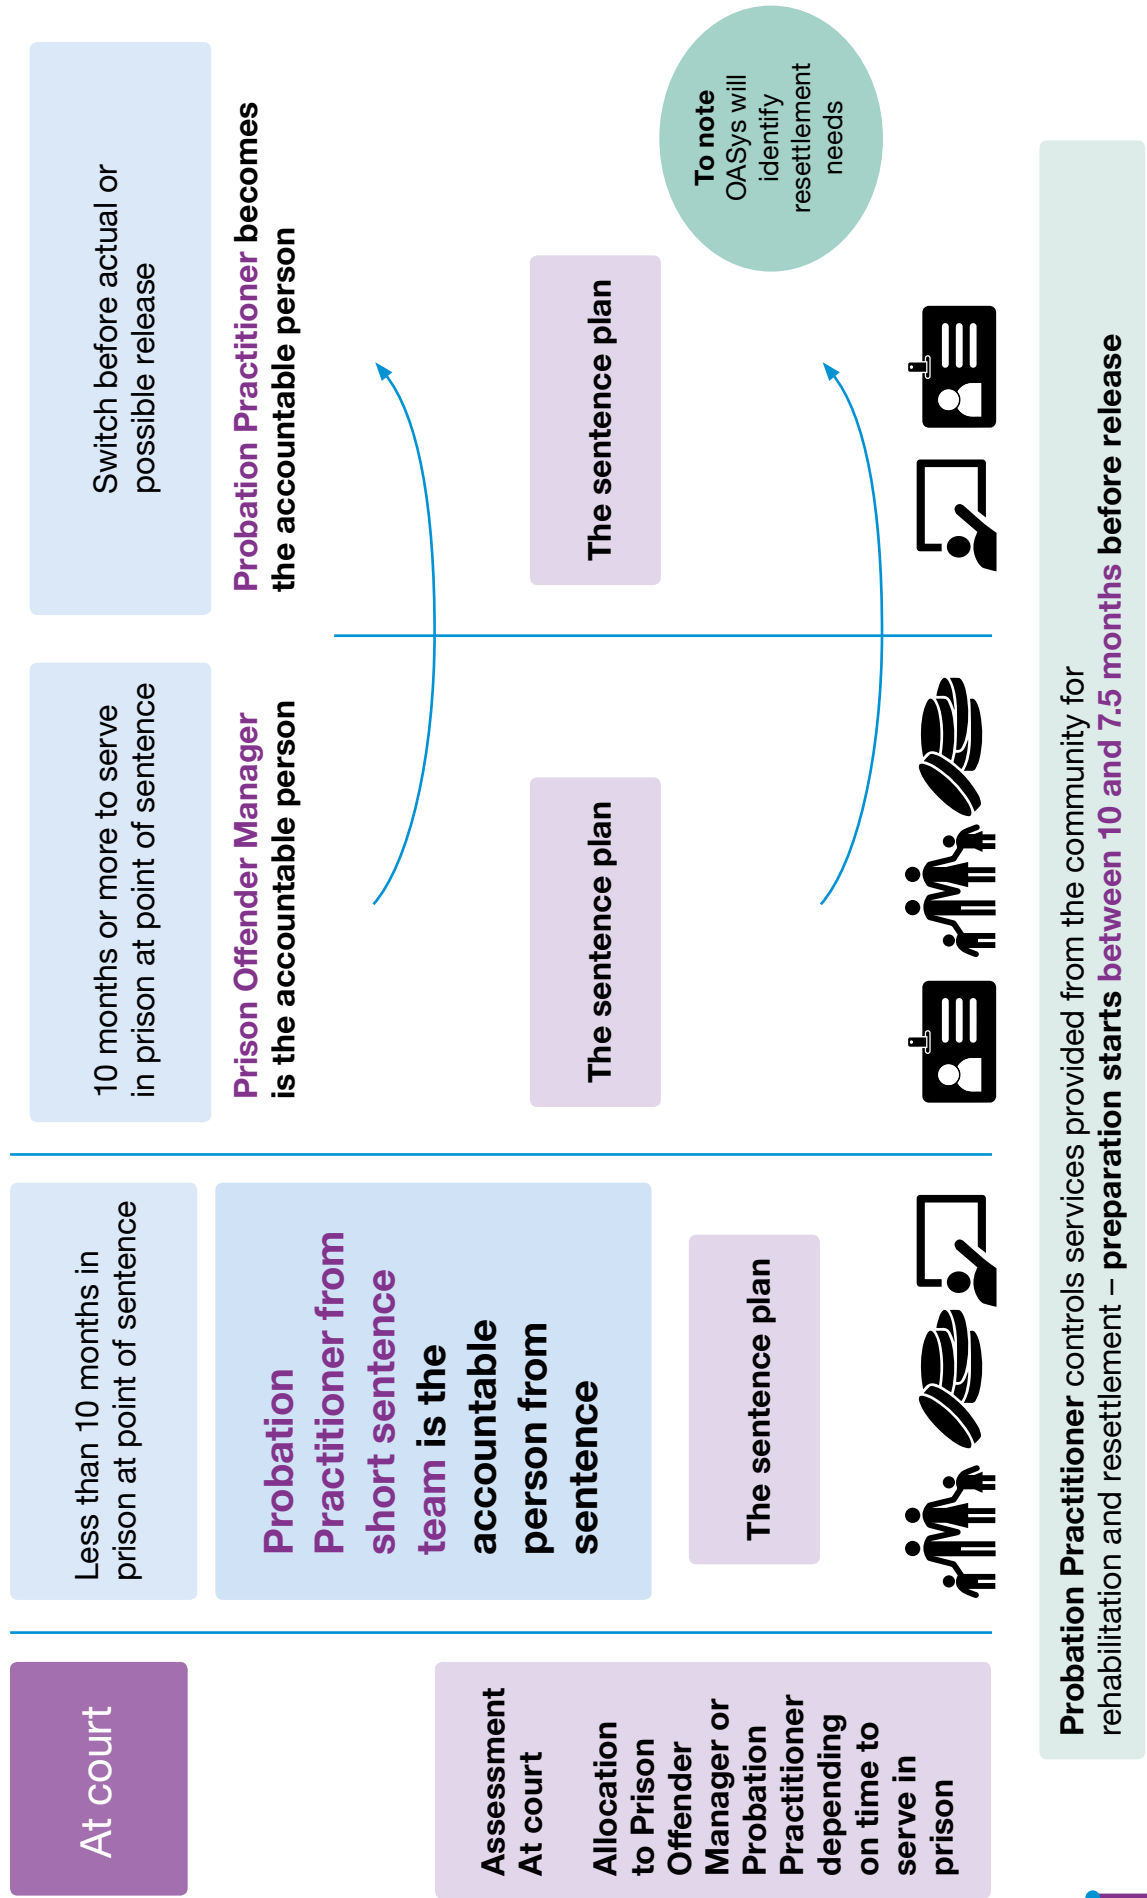 At court
Assessment
At court
Allocation
to Prison
Offender
Manager or
Probation
Practitioner
depending
on time to
serve in
prison
Less than 10 months in
prison at point of sentence
Probation
Practitioner from
short sentence
team is the
accountable
person from
sentence
The sentence plan
10 months or more to serve
in prison at point of sentence
Prison Offender Manager
is the accountable person
The sentence plan
Switch before actual or
possible release
Probation Practitioner becomes
the accountable person
The sentence plan
To note
OASys will
identify
resettlement
needs
Probation Practitioner controls services provided from the community for
rehabilitation and resettlement – preparation starts between 10 and 7.5 months before release